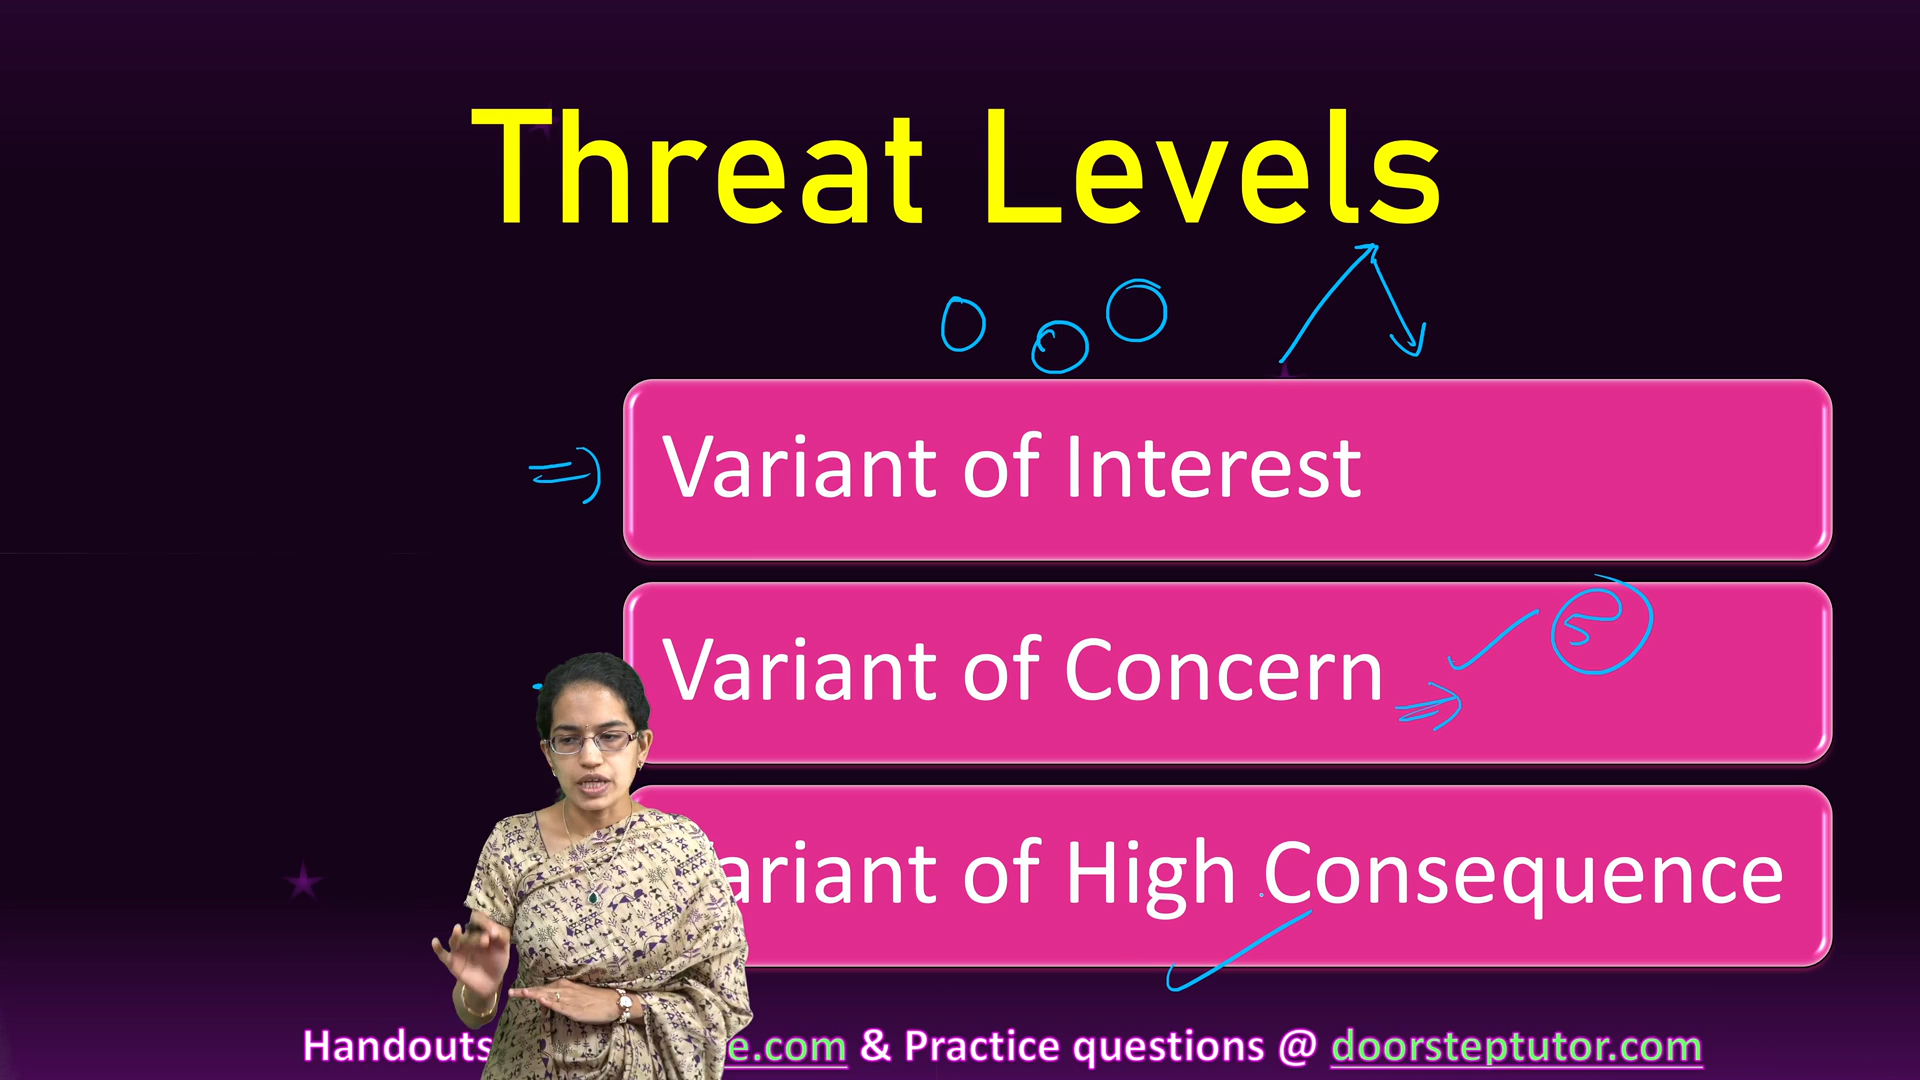 Threat Levels
Variant of Interest
Variant of Concern
ariant of High Consequence
Handouts e.com & Practice questions @ doorsteptutor.com